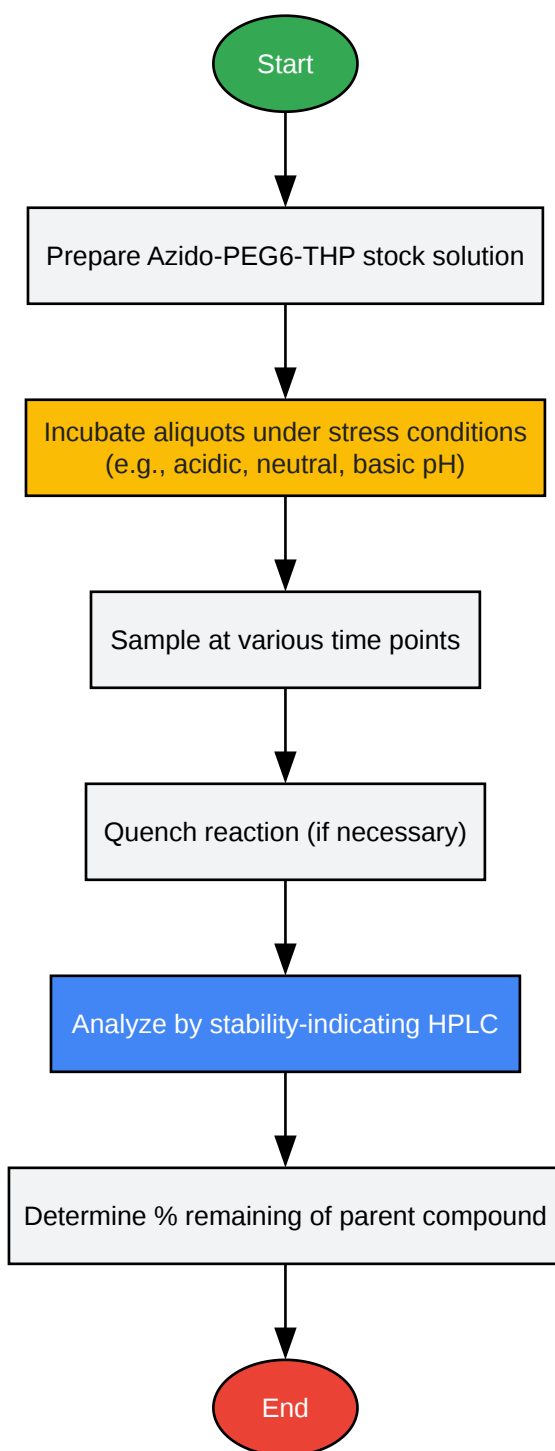 Start
Prepare Azido-PEG6-THP stock solution
Incubate aliquots under stress conditions
(e.g., acidic, neutral, basic pH)
Sample at various time points
Quench reaction (if necessary)
Analyze by stability-indicating HPLC
Determine % remaining of parent compound
End